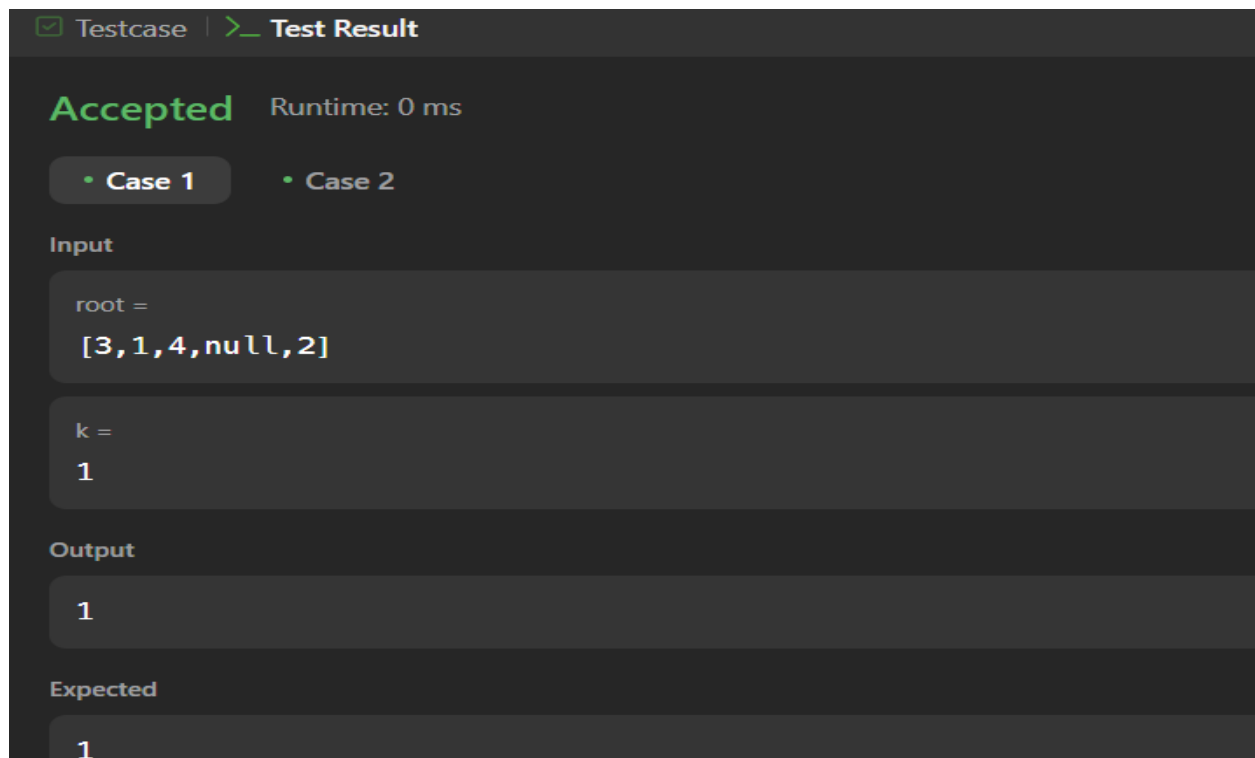 Testcase | >_ Test Result
Accepted Runtime: 0 ms
• Case 1 • Case 2
Input
root =
[3,1,4,null,2]
k =
1
Output
1
Expected
1